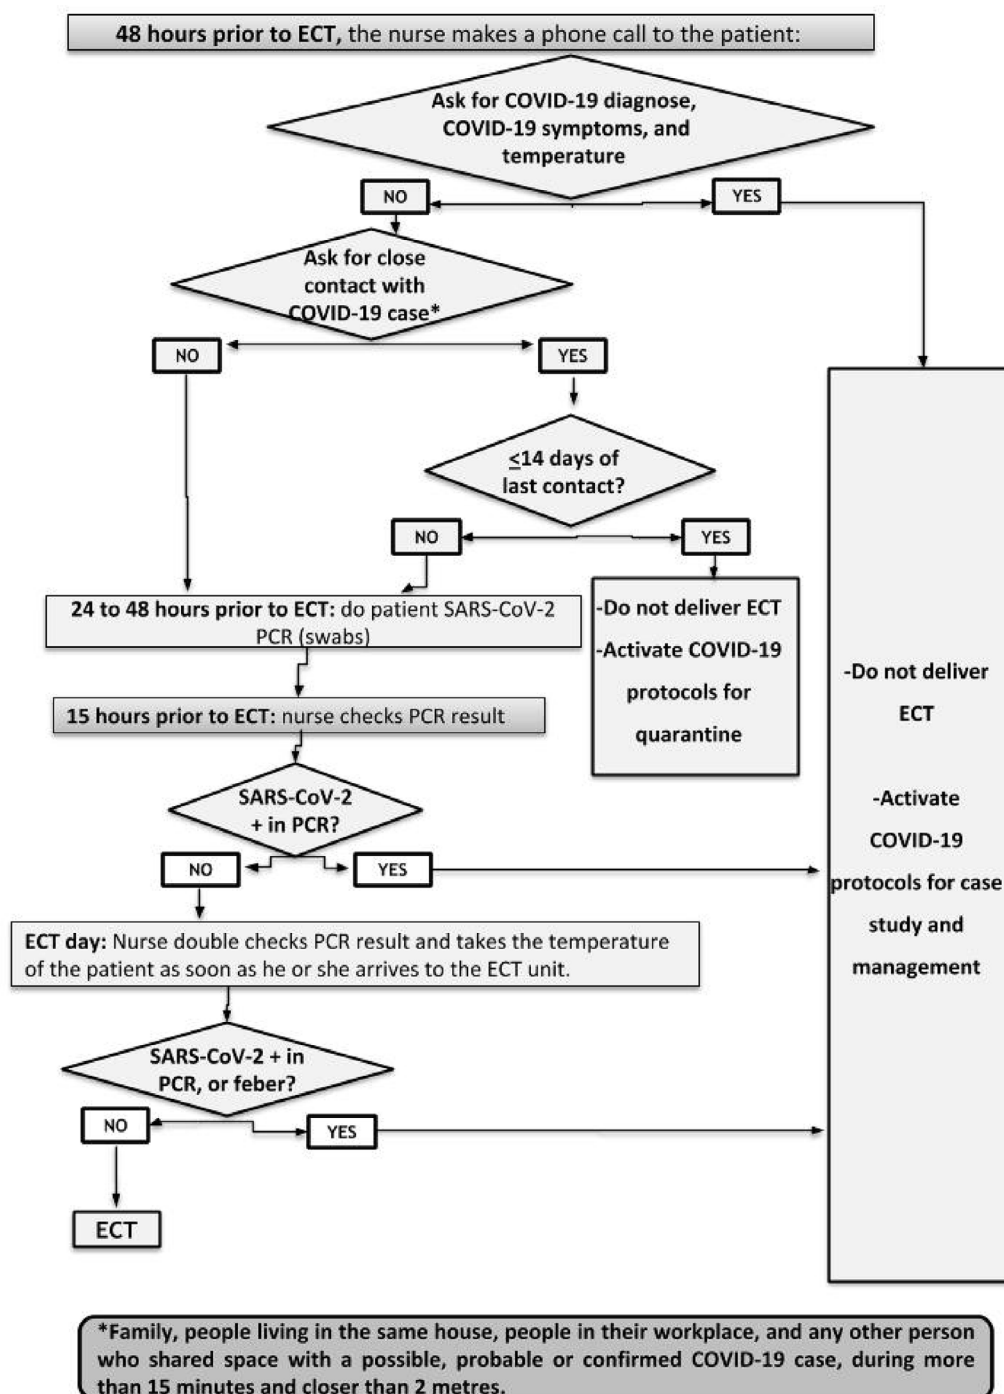 48 hours prior to ECT, the nurse makes a phone call to the patient:
Ask for COVID-19 diagnose,
COVID-19 symptoms, and
temperature
NO
YES
Ask for close
contact with
COVID-19 case*
NO
YES
≤14 days of
last contact?
NO
YES
24 to 48 hours prior to ECT: do patient SARS-CoV-2
PCR (swabs)
-Do not deliver ECT
-Activate COVID-19
protocols for
quarantine
15 hours prior to ECT: nurse checks PCR result
SARS-CoV-2
+ in PCR?
NO
YES
-Do not deliver
ECT
-Activate
COVID-19
protocols for case
study and
management
ECT day: Nurse double checks PCR result and takes the temperature
of the patient as soon as he or she arrives to the ECT unit.
SARS-CoV-2 + in
PCR, or feber?
NO
YES
ECT
*Family, people living in the same house, people in their workplace, and any other person
who shared space with a possible, probable or confirmed COVID-19 case, during more
than 15 minutes and closer than 2 metres.